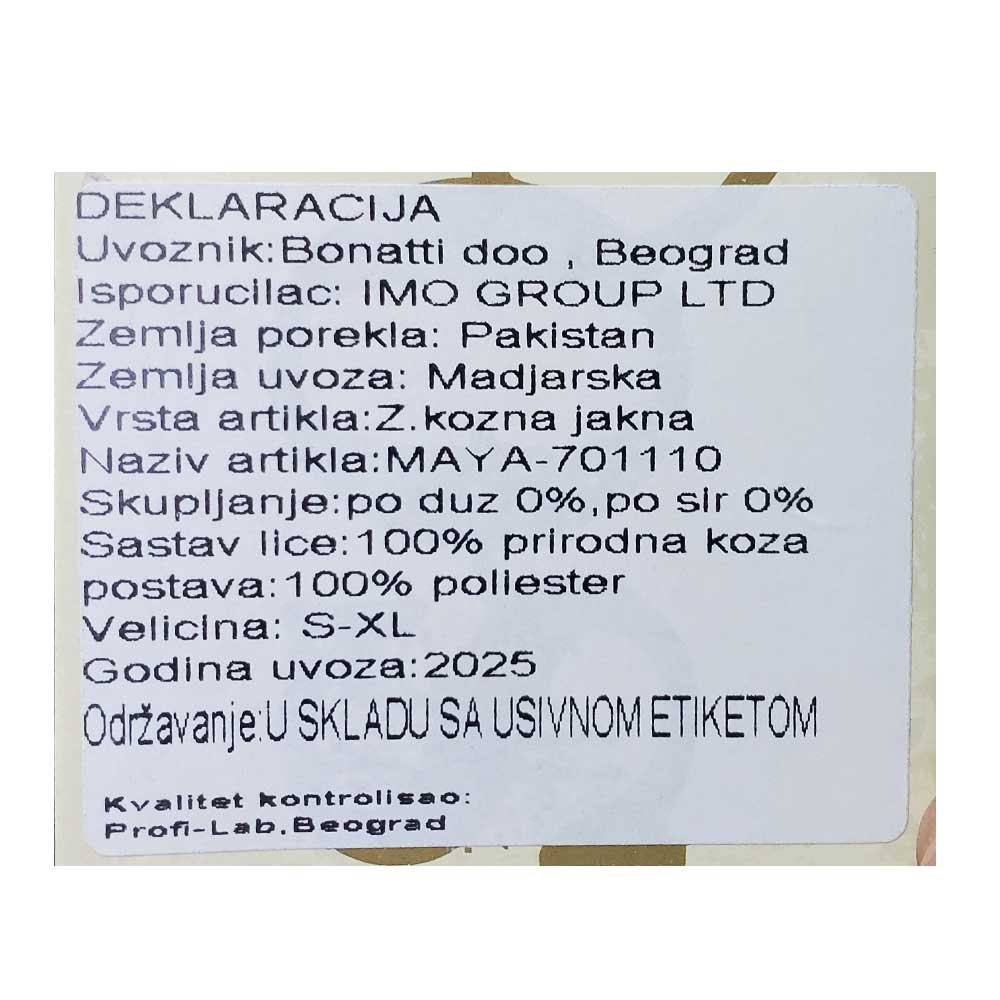 DEKLARACIJA
Uvoznik:Bonatti doo , Beograd
Isporucilac: IMO GROUP LTD
Zemlja porekla: Pakistan
Zemlja uvoza: Madjarska
Vrsta artikla:Z.kozna jakna
Naziv artikla:MAYA-701110
Skupljanje:po duz 0%,po sir 0%
Sastav lice:100% prirodna koza
postava:100% poliester
Velicina: S-XL
Godina uvoza:2025
Održavanje:U SKLADU SA USIVNOM ETIKETOM
Kvalitet kontrolisao:
Profi-Lab,Beograd